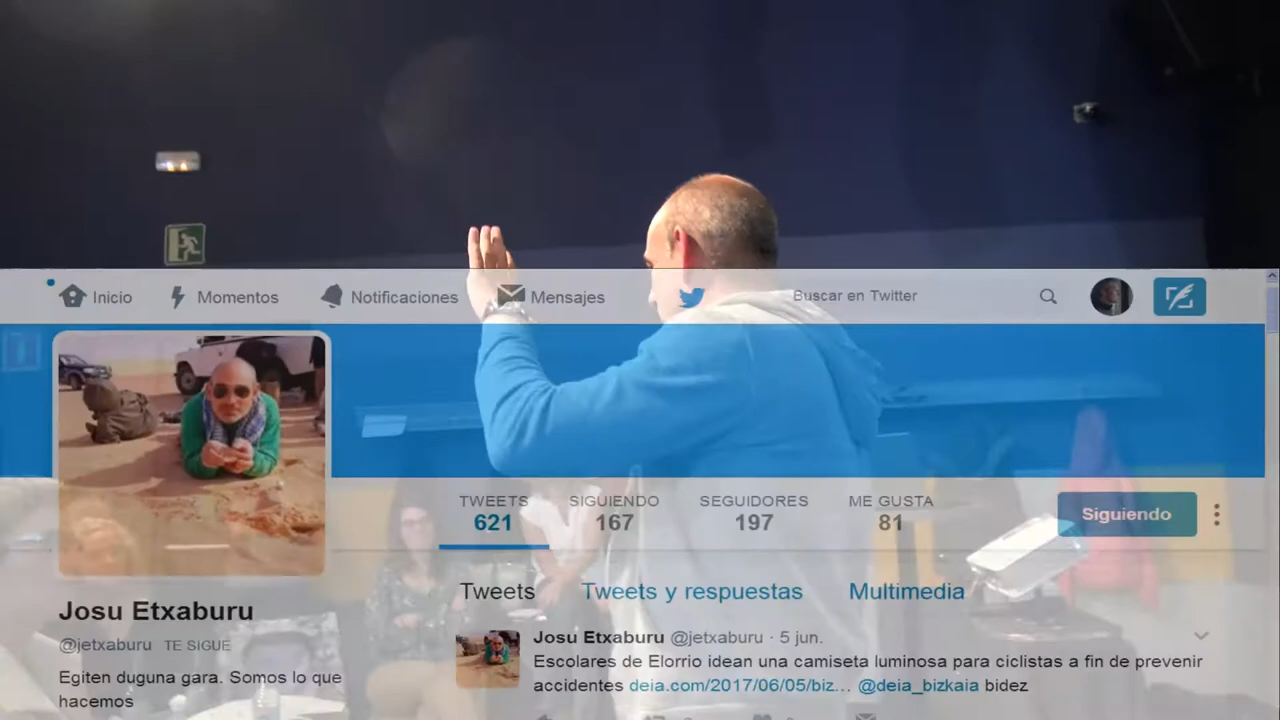 Inicio Momentos Notificaciones Mensajes Buscar en Twitter
TWEETS SIGUIENDO SEGUIDORES ME GUSTA
621 167 197 81
Siguiendo
Tweets Tweets y respuestas Multimedia
Josu Etxaburu
@jetxaburu TE SIGUE
Egiten duguna gara. Somos lo que
hacemos
Josu Etxaburu @jetxaburu · 5 jun.
Escolares de Elorrio idean una camiseta luminosa para ciclistas a fin de prevenir
accidentes deia.com/2017/06/05/biz… @deia_bizkaia bidez